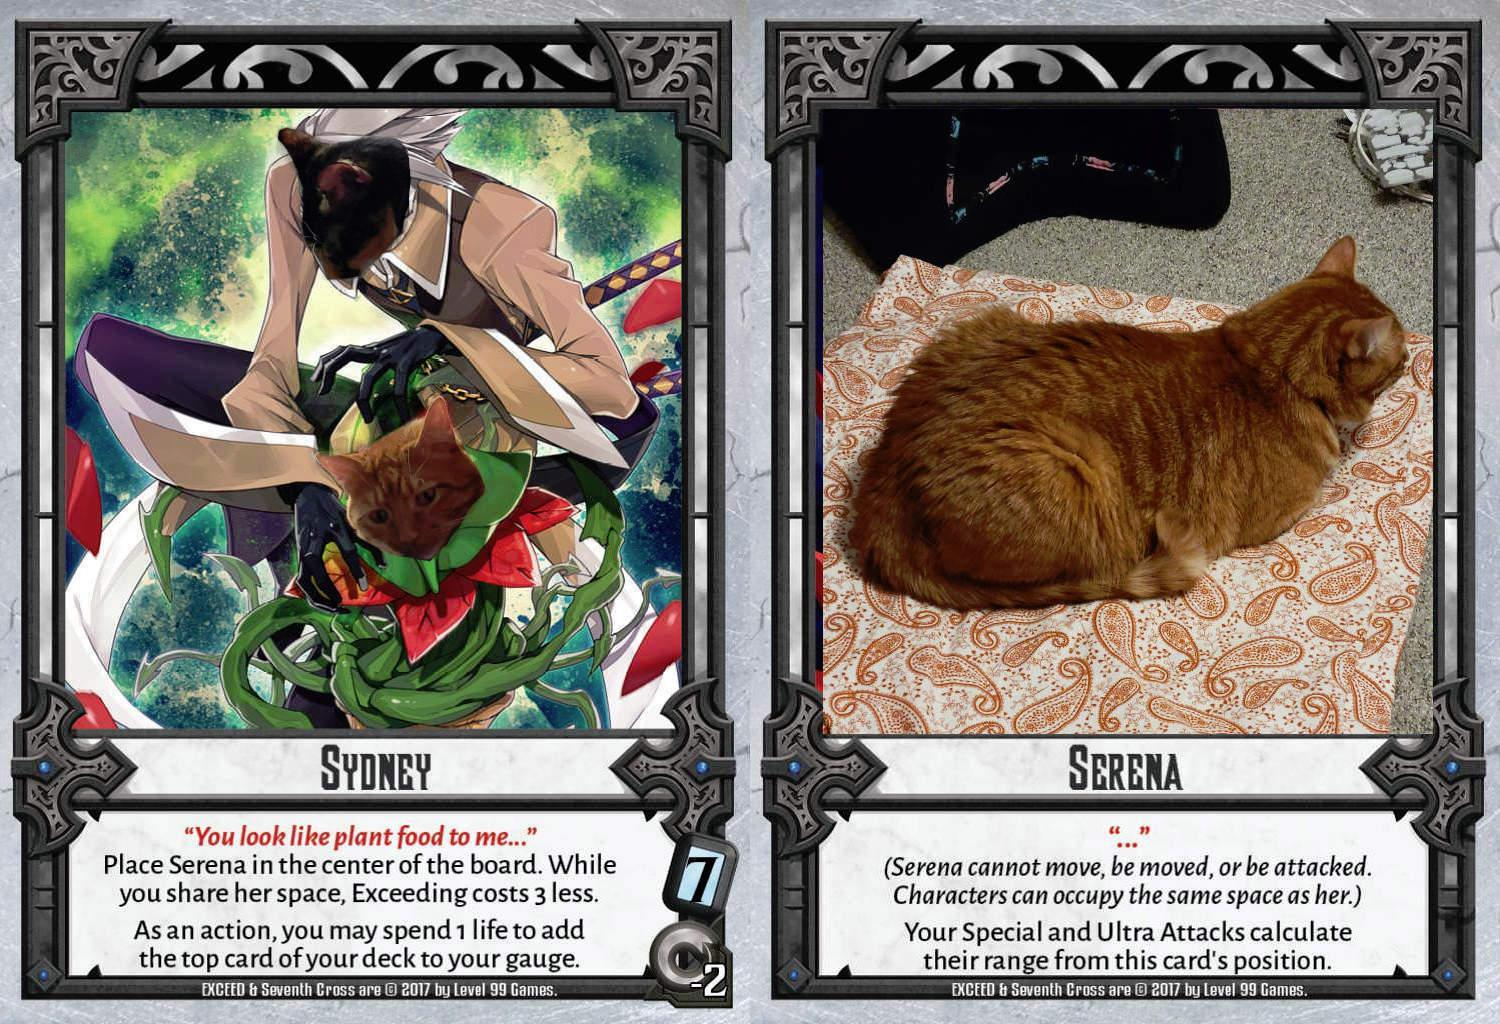 SYDNEY
“You look like plant food to me...”
Place Serena in the center of the board. While
you share her space, Exceeding costs 3 less.
As an action, you may spend 1 life to add
the top card of your deck to your gauge.
7
-2
EXCEED & Seventh Cross are © 2017 by Level 99 Games.
SERENA
“...”
(Serena cannot move, be moved, or be attacked.
Characters can occupy the same space as her.)
Your Special and Ultra Attacks calculate
their range from this card's position.
EXCEED & Seventh Cross are © 2017 by Level 99 Games.